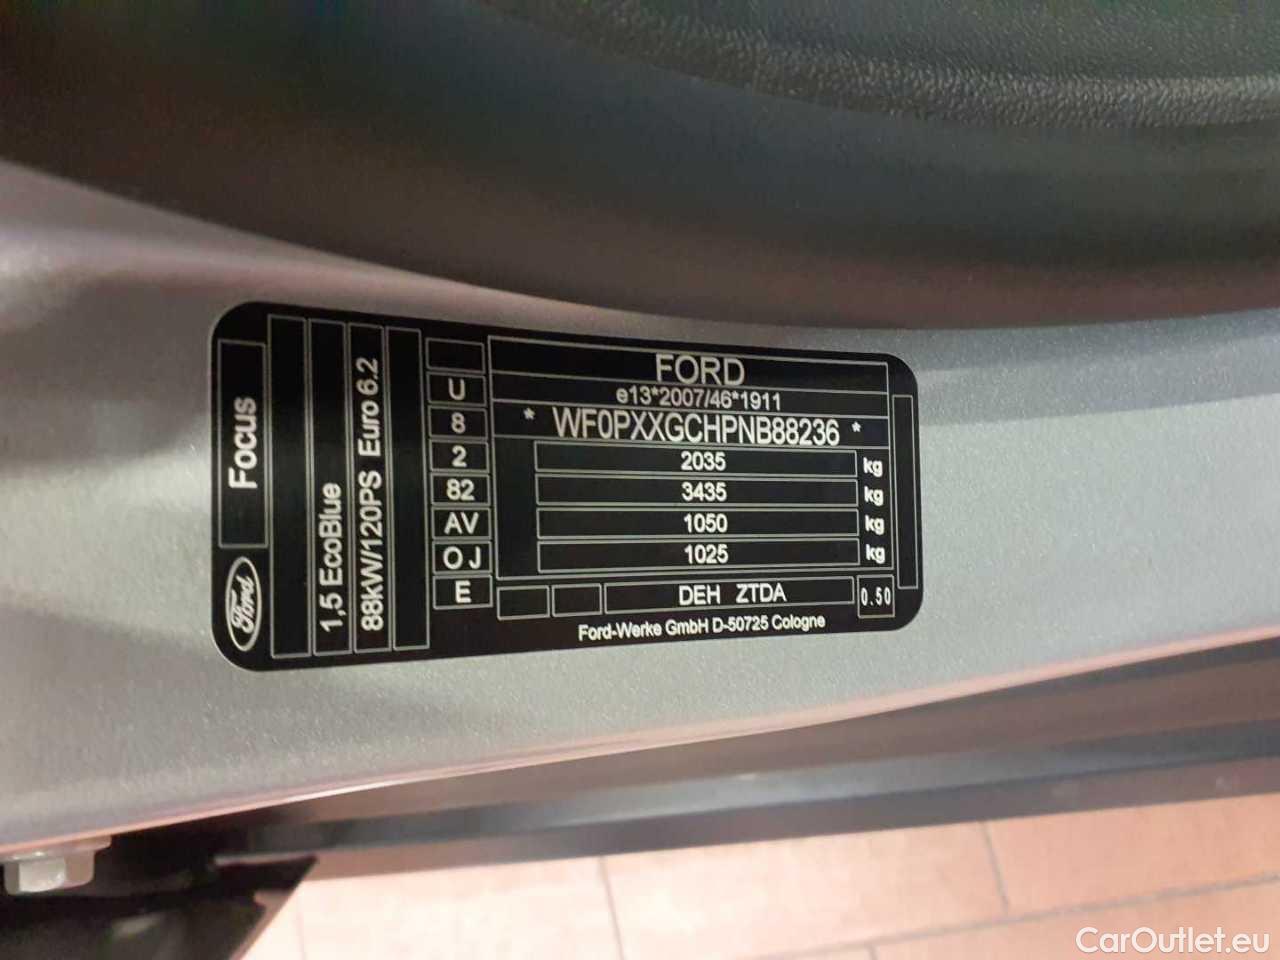 FORD
e13*2007/46*1911
* WF0PXXGCHPNB88236 *
2035 kg
3435 kg
1050 kg
1025 kg
DEH ZTDA
0.50
Ford-Werke GmbH D-50725 Cologne
U
8
2
82
AV
OJ
E
88kW/120PS Euro 6.2
1,5 EcoBlue
Focus
Ford
CarOutlet.eu